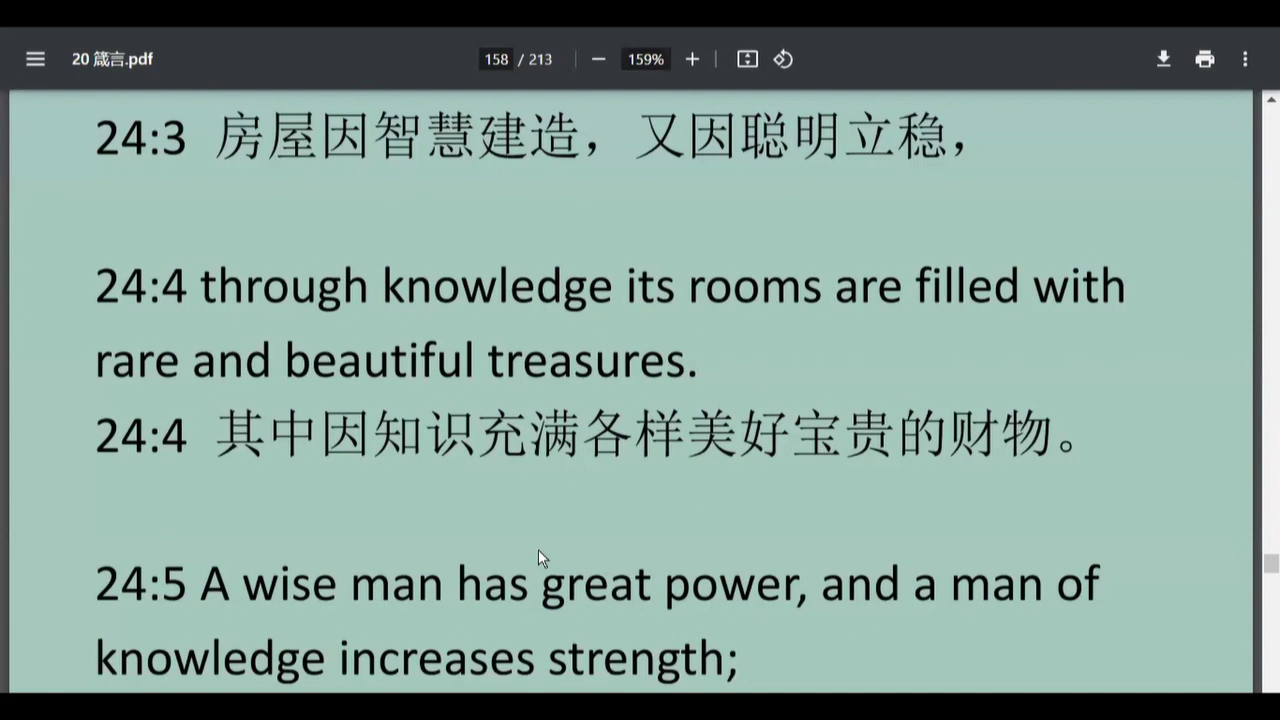 20 箴言.pdf
158 / 213
159%
24:3 房屋因智慧建造，又因聪明立稳，
24:4 through knowledge its rooms are filled with
rare and beautiful treasures.
24:4 其中因知识充满各样美好宝贵的财物。
24:5 A wise man has great power, and a man of
knowledge increases strength;